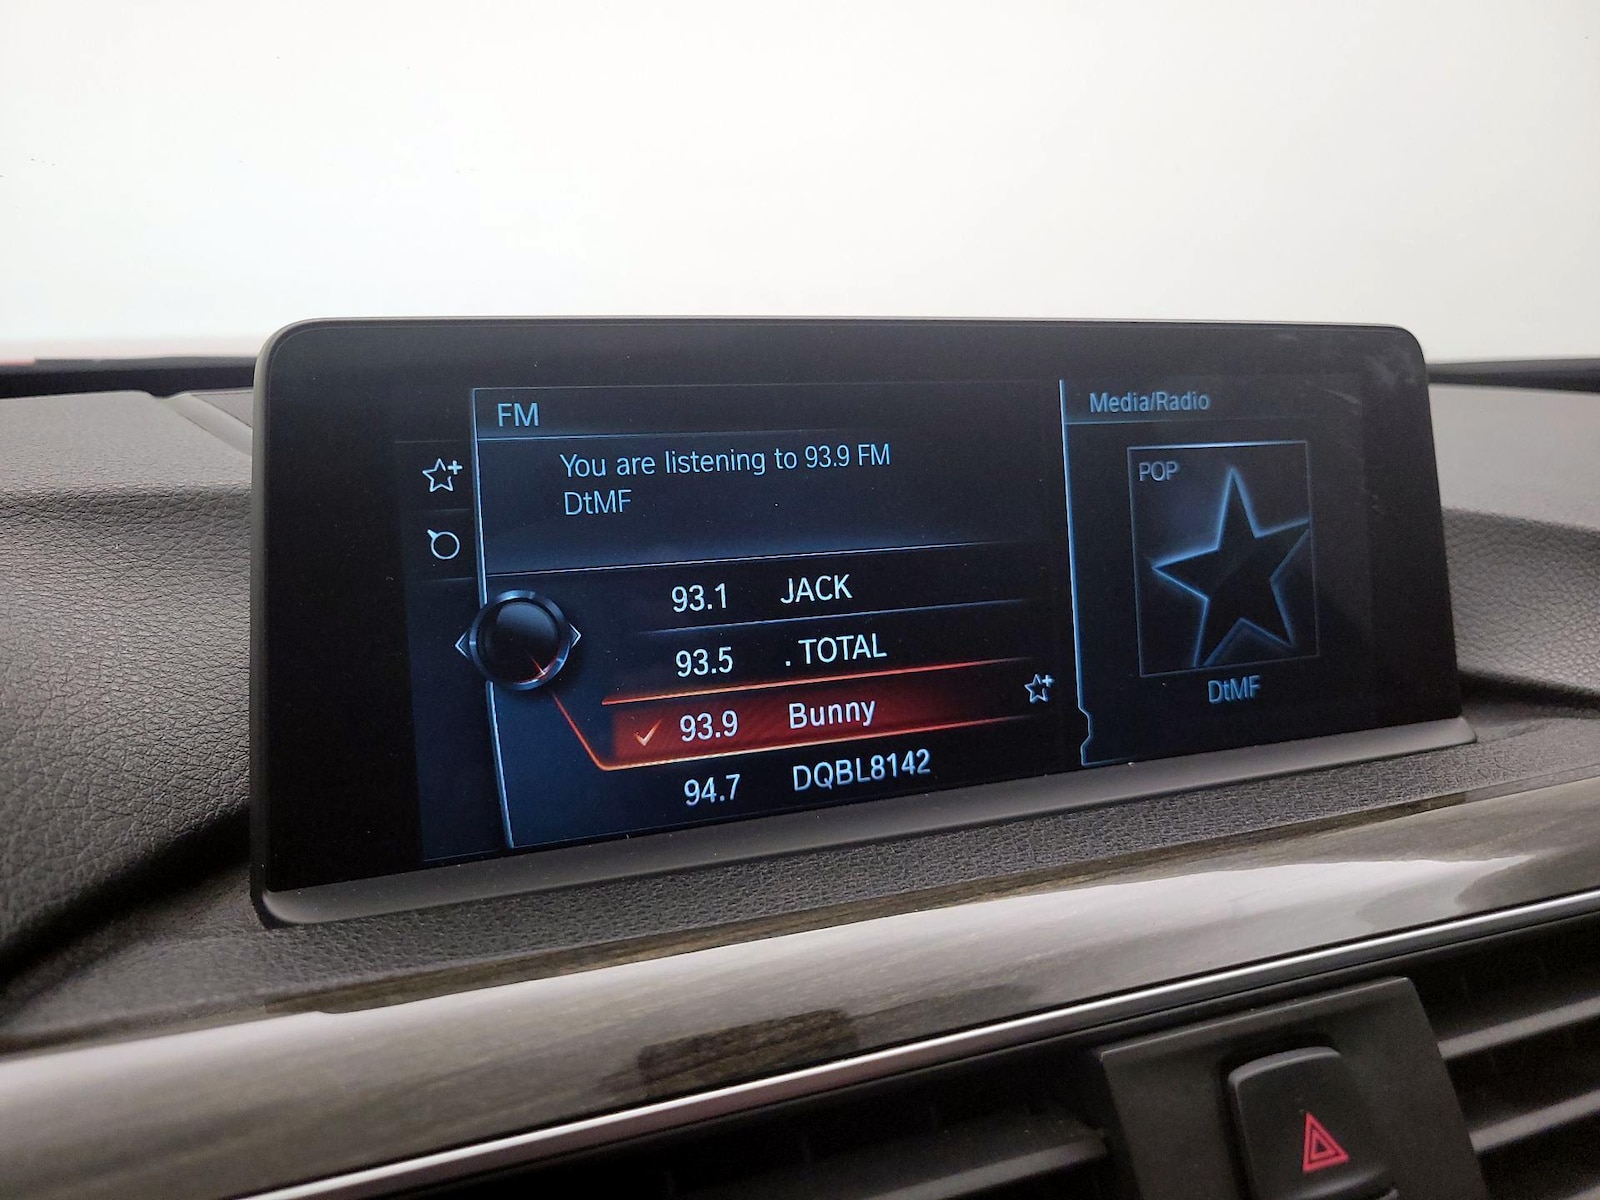 FM
You are listening to 93.9 FM
DtMF
93.1 JACK
93.5 . TOTAL
93.9 Bunny
94.7 DQBL8142
Media/Radio
POP
DtMF